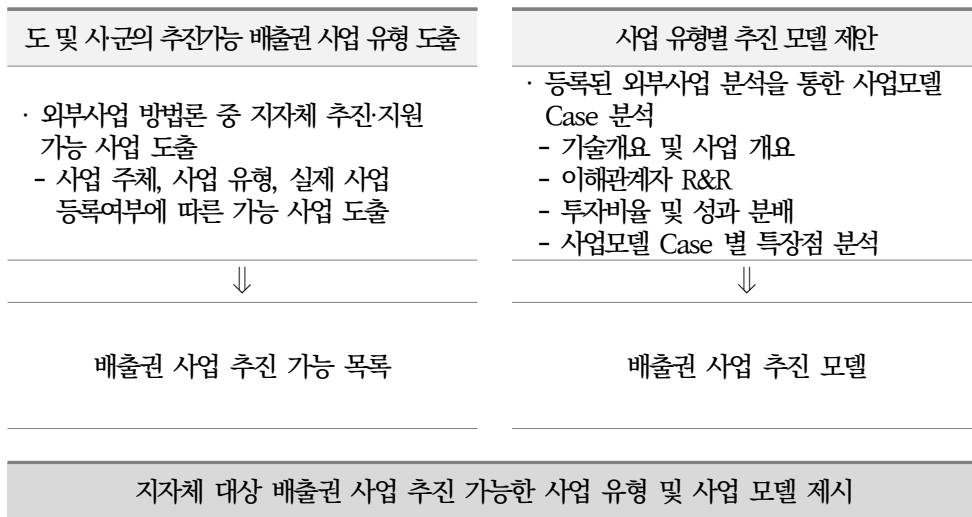 도 및 시·군의 추진가능 배출권 사업 유형 도출
· 외부사업 방법론 중 지자체 추진·지원
가능 사업 도출
- 사업 주체, 사업 유형, 실제 사업
등록여부에 따른 가능 사업 도출
⇓
배출권 사업 추진 가능 목록
사업 유형별 추진 모델 제안
· 등록된 외부사업 분석을 통한 사업모델
Case 분석
- 기술개요 및 사업 개요
- 이해관계자 R&R
- 투자비율 및 성과 분배
- 사업모델 Case 별 특장점 분석
⇓
배출권 사업 추진 모델
지자체 대상 배출권 사업 추진 가능한 사업 유형 및 사업 모델 제시